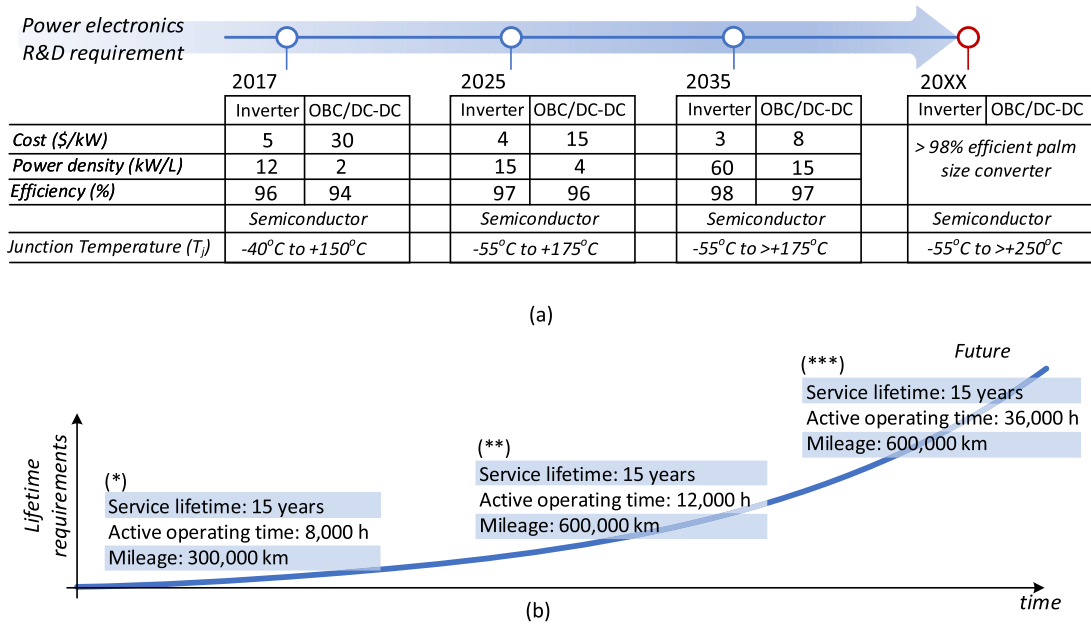 Power electronics
R&D requirement
2017 2025 2035 20XX
Inverter OBC/DC-DC Inverter OBC/DC-DC Inverter OBC/DC-DC Inverter OBC/DC-DC
Cost ($/kW) 5 30 4 15 3 8
Power density (kW/L) 12 2 15 4 60 15
Efficiency (%) 96 94 97 96 98 97
> 98% efficient palm
size converter
Semiconductor Semiconductor Semiconductor Semiconductor
Junction Temperature (Tj) -40°C to +150°C -55°C to +175°C -55°C to >+175°C -55°C to >+250°C
(a)
Lifetime
requirements
(*)
Service lifetime: 15 years
Active operating time: 8,000 h
Mileage: 300,000 km
(**)
Service lifetime: 15 years
Active operating time: 12,000 h
Mileage: 600,000 km
(***)
Future
Service lifetime: 15 years
Active operating time: 36,000 h
Mileage: 600,000 km
time
(b)